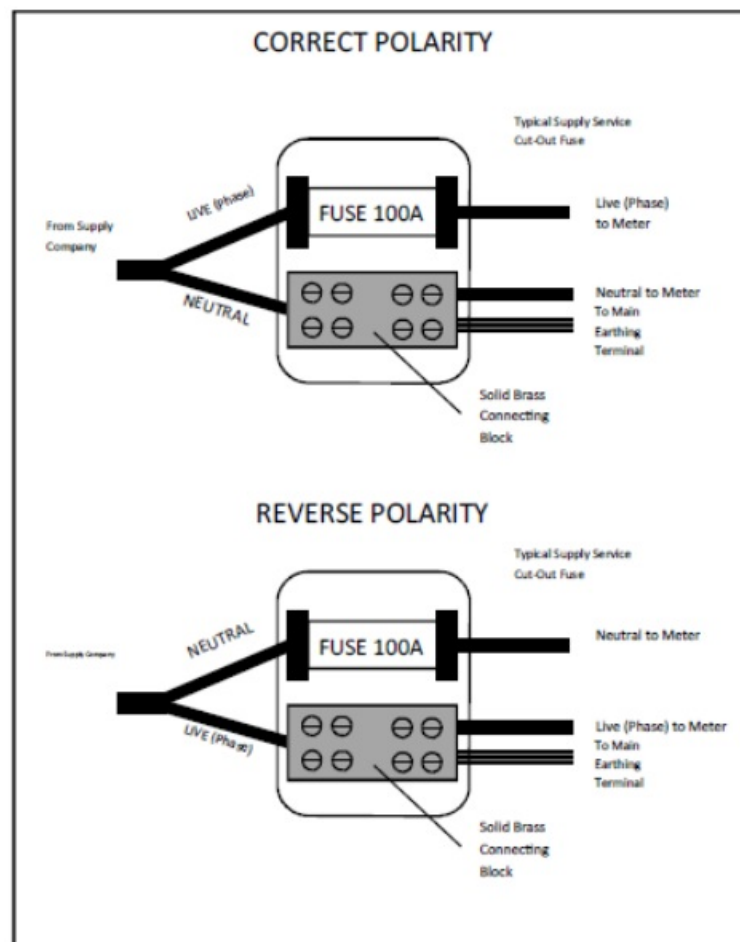 CORRECT POLARITY
Typical Supply Service
Cut-Out Fuse
LIVE (Phase)
FUSE 100A
Live (Phase)
to Meter
From Supply
Company
NEUTRAL
Neutral to Meter
To Main
Earthing
Terminal
Solid Brass
Connecting
Block
REVERSE POLARITY
Typical Supply Service
Cut-Out Fuse
NEUTRAL
FUSE 100A
Neutral to Meter
From Supply Company
LIVE (Phase)
Live (Phase) to Meter
To Main
Earthing
Terminal
Solid Brass
Connecting
Block